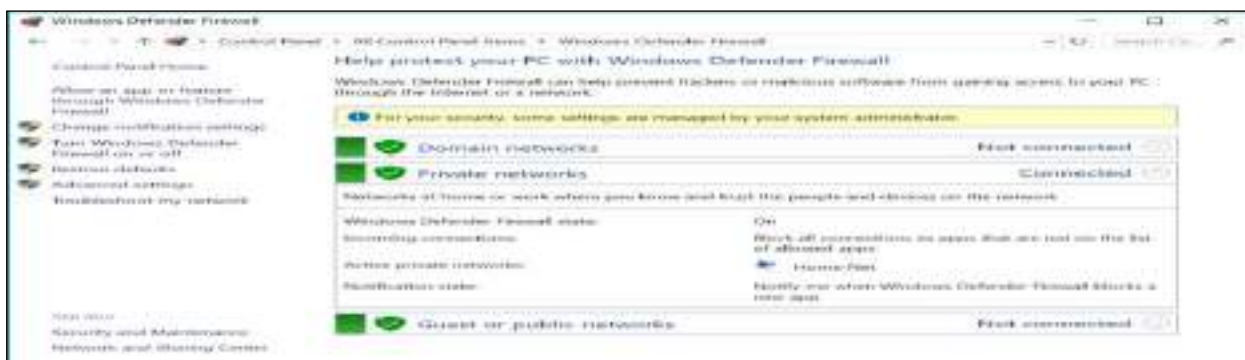 Windows Defender Firewall
Control Panel > All Control Panel Items > Windows Defender Firewall
Control Panel Home
Allow an app or feature
through Windows Defender
Firewall
Change notification settings
Turn Windows Defender
Firewall on or off
Restore defaults
Advanced settings
Troubleshoot my network
See also
Security and Maintenance
Network and Sharing Center
Help protect your PC with Windows Defender Firewall
Windows Defender Firewall can help prevent hackers or malicious software from gaining access to your PC
through the Internet or a network.
For your security, some settings are managed by your system administrator.
Domain networks Not connected
Private networks Connected
Networks at home or work where you know and trust the people and devices on the network
Windows Defender Firewall state: On
Incoming connections: Block all connections to apps that are not on the list
of allowed apps
Active private networks: Home-Net
Notification state: Notify me when Windows Defender Firewall blocks a
new app
Guest or public networks Not connected